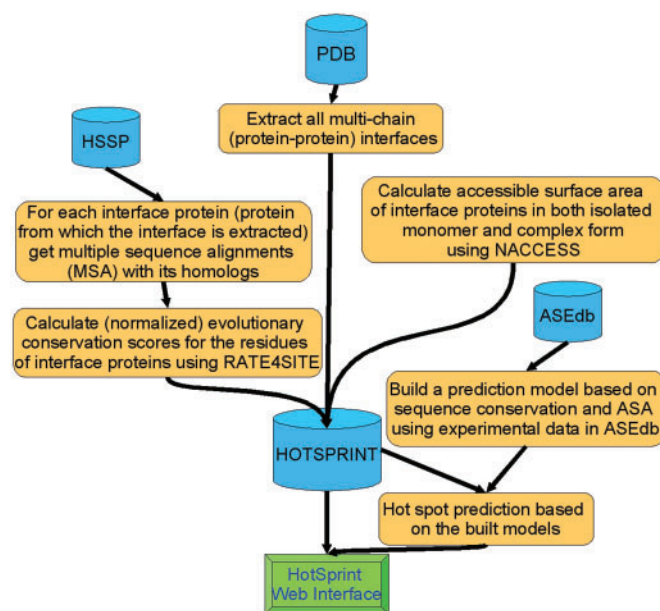 PDB
Extract all multi-chain
(protein-protein) interfaces
HSSP
For each interface protein (protein
from which the interface is extracted)
get multiple sequence alignments
(MSA) with its homologs
Calculate accessible surface area
of interface proteins in both isolated
monomer and complex form
using NACCESS
Calculate (normalized) evolutionary
conservation scores for the residues
of interface proteins using RATE4SITE
ASEdb
Build a prediction model based on
sequence conservation and ASA
using experimental data in ASEdb
HOTSPRINT
Hot spot prediction based
on the built models
HotSprint
Web Interface